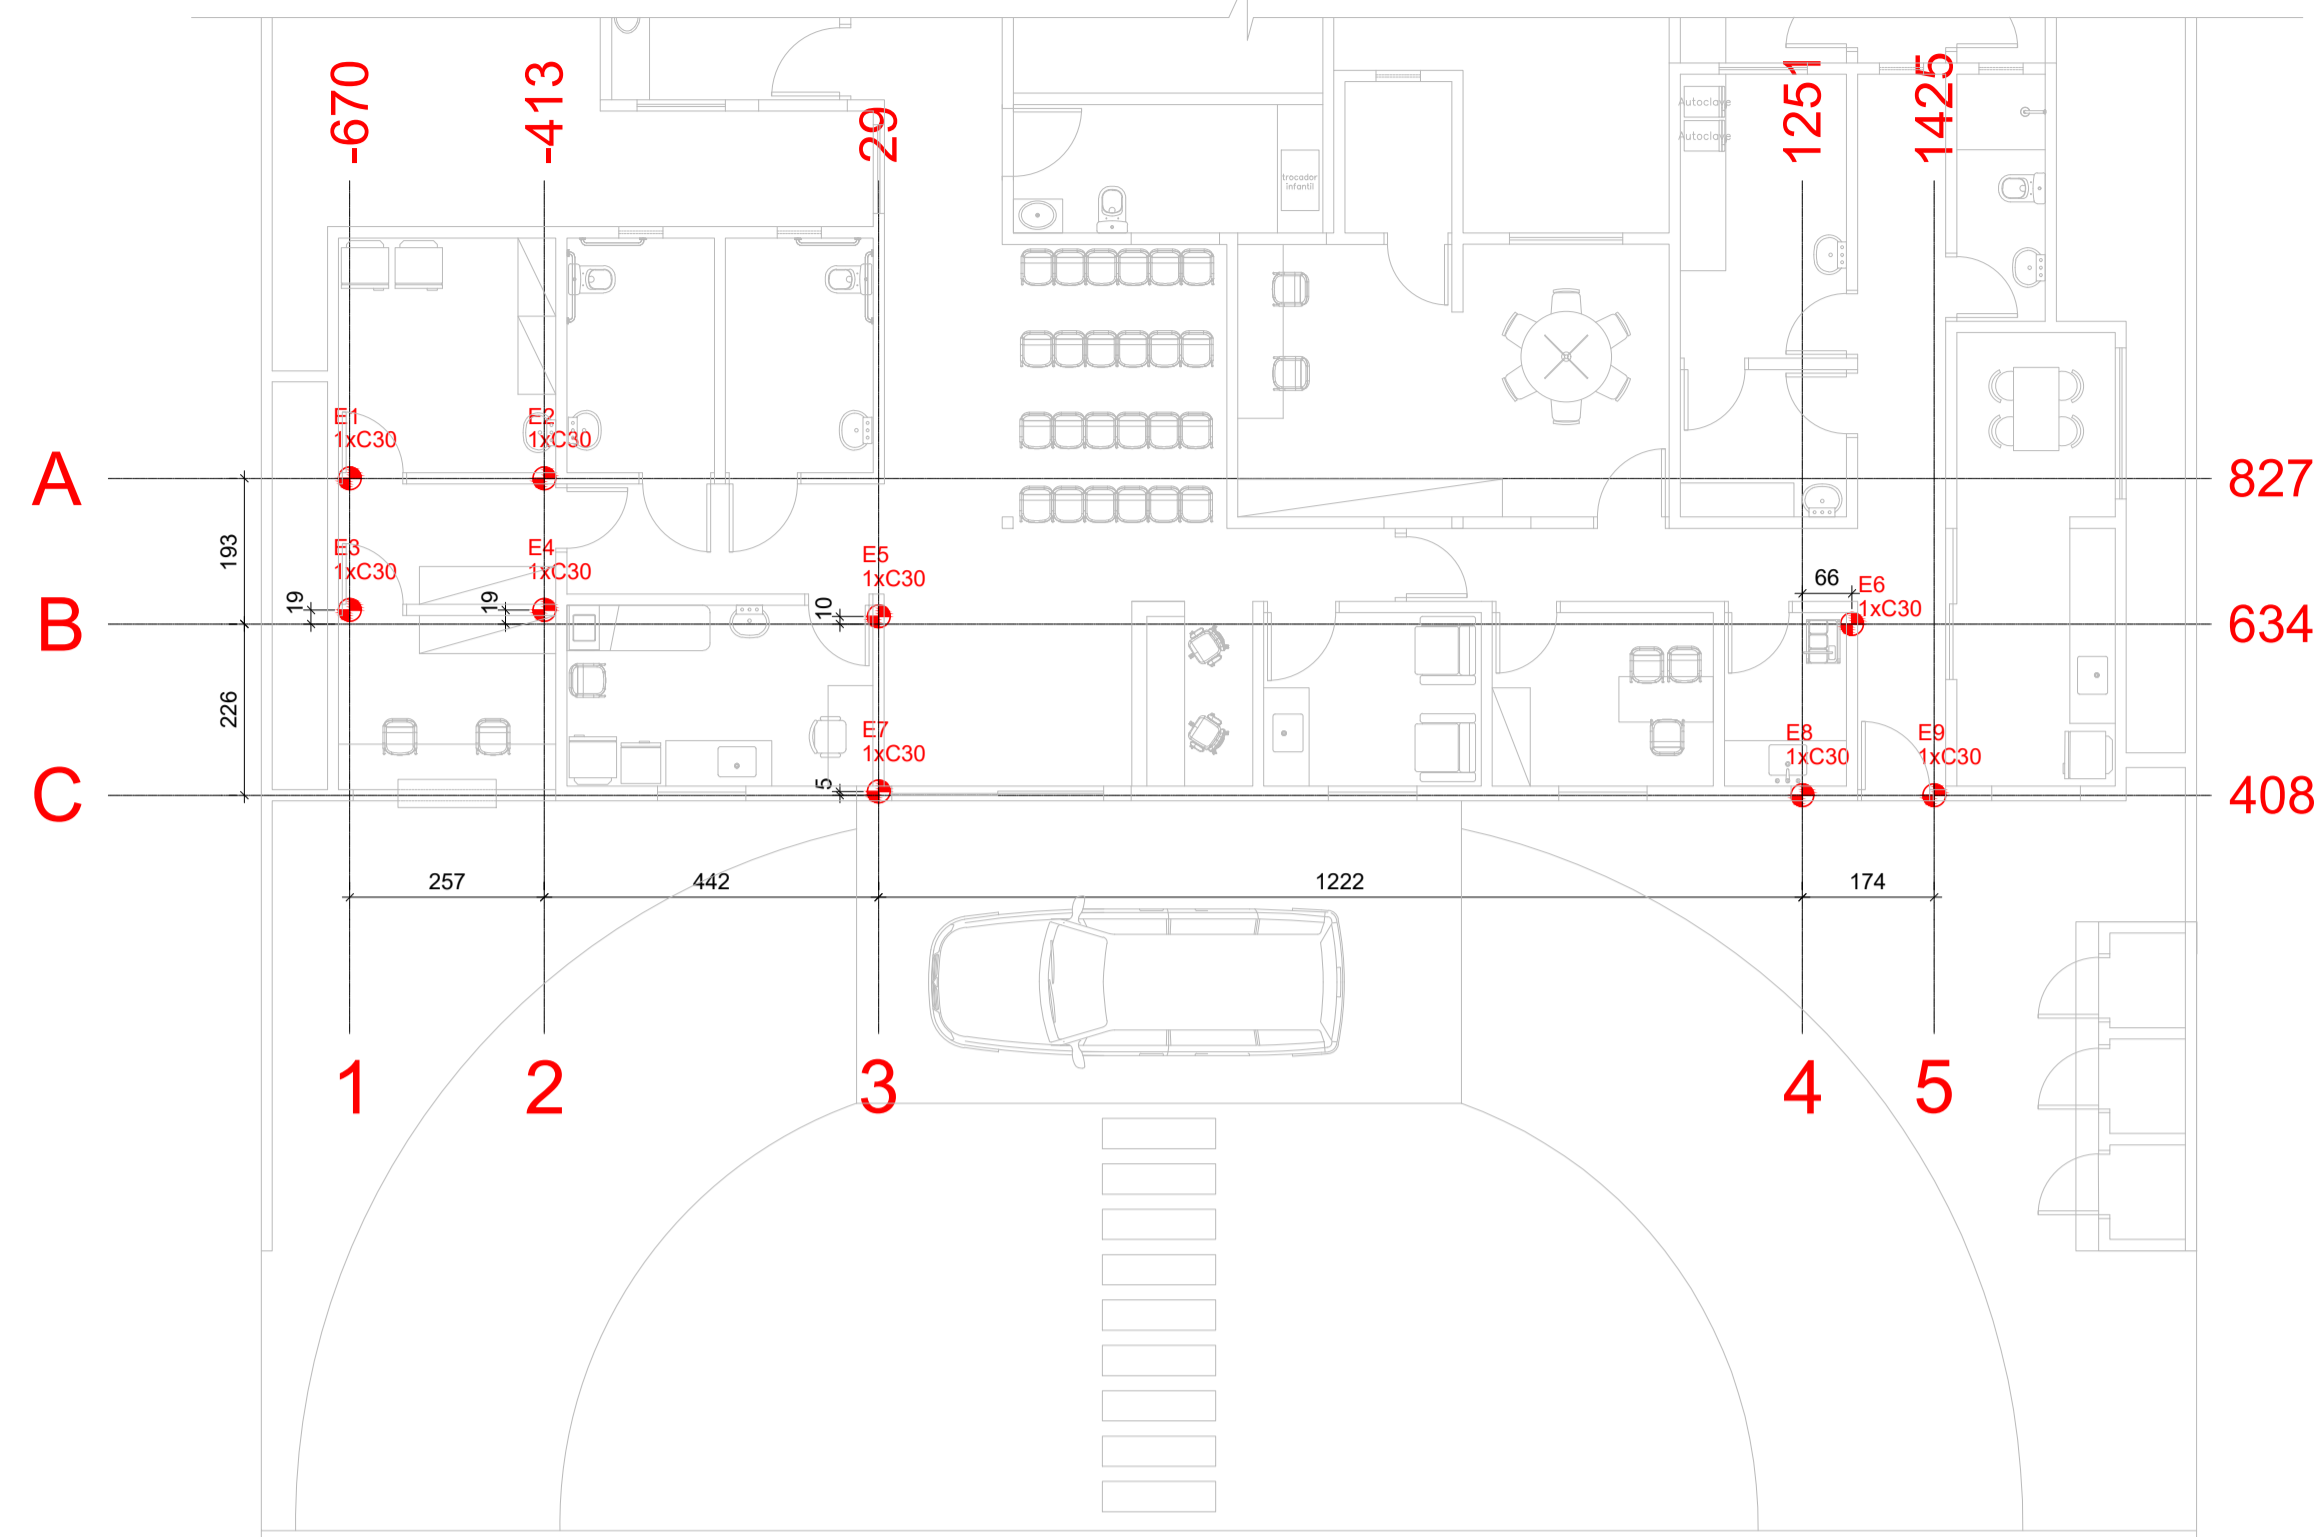 -670
-413
29
1251
1425
Autoclave
Autoclave
trocador
infantil
E1
1xC30
E2
1xC30
A
827
193
E3
1xC30
E4
1xC30
E5
1xC30
66
E6
1xC30
19
19
10
B
634
226
E7
1xC30
E8
1xC30
E9
1xC30
5
C
408
257
442
1222
174
1
2
3
4
5